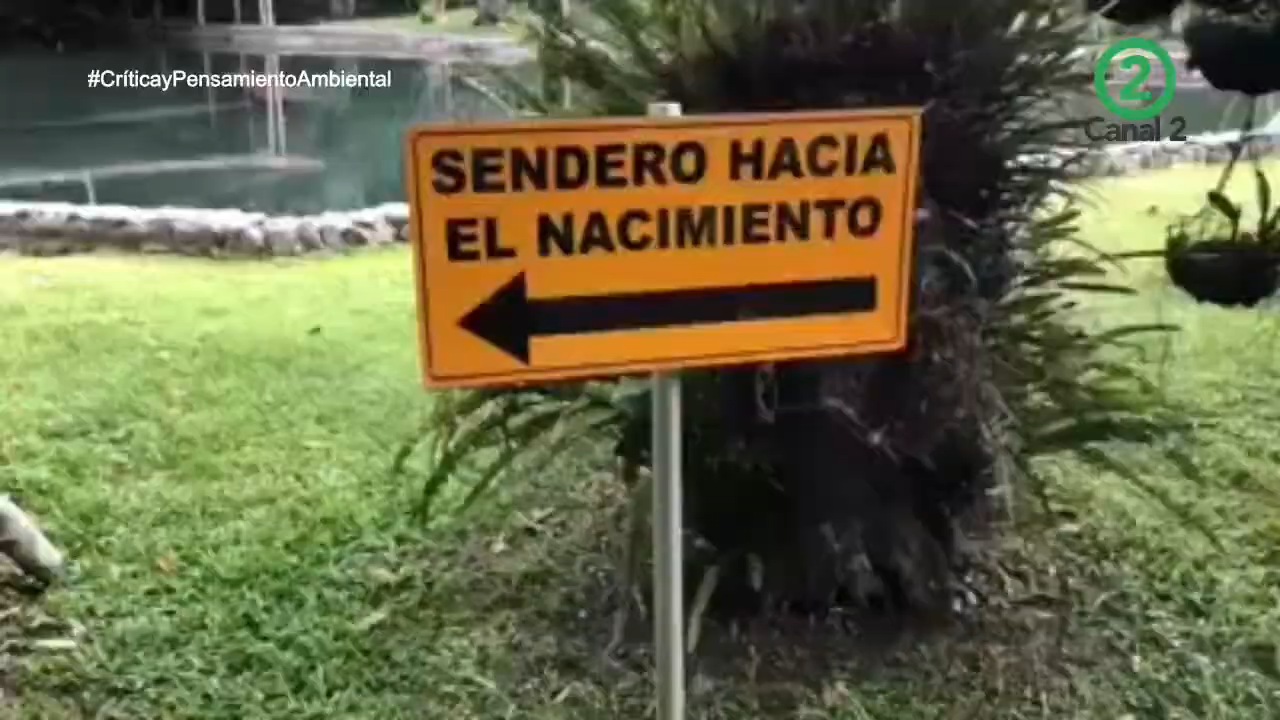 #CríticayPensamientoAmbiental
2
Canal 2
SENDERO HACIA
EL NACIMIENTO